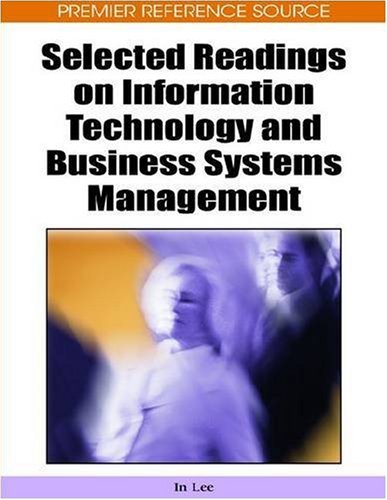 PREMIER REFERENCE SOURCE
Selected Readings
on Information
Technology and
Business Systems
Management
In Lee